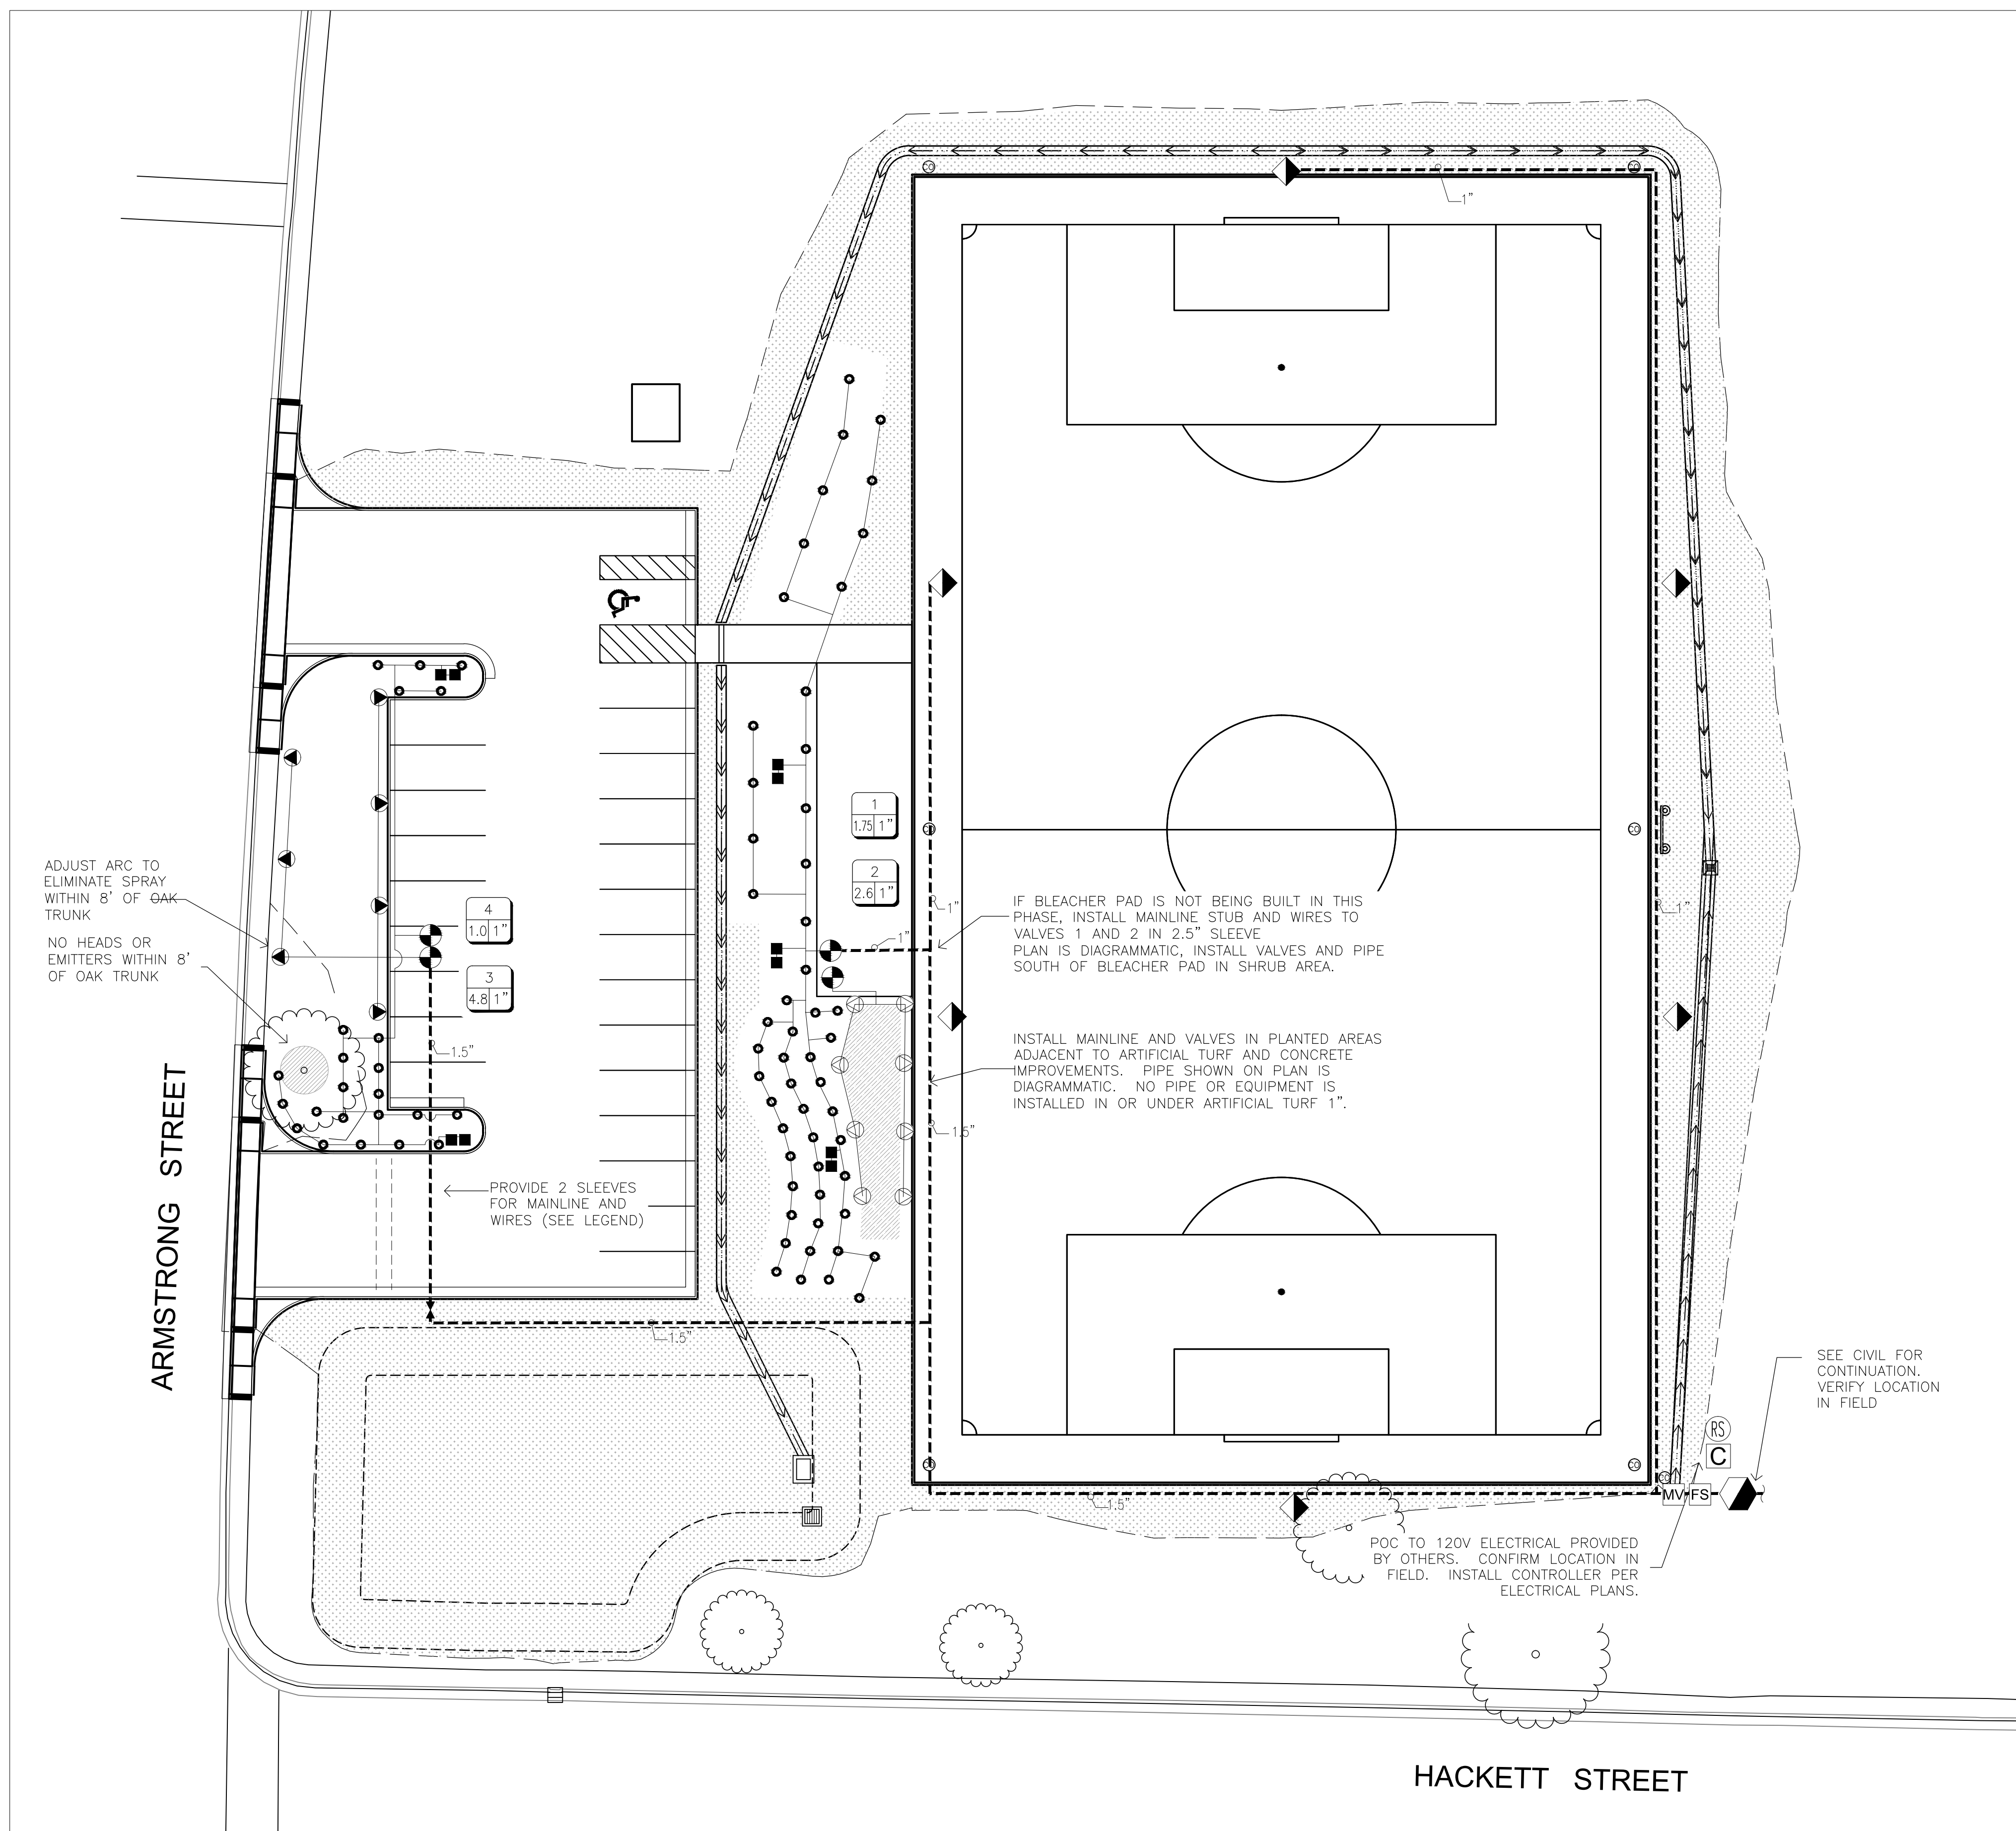 CO
CO
1"
1
1.75 1"
CO
CO
2
2.6 1"
ADJUST ARC TO
ELIMINATE SPRAY
WITHIN 8' OF OAK
TRUNK
NO HEADS OR
EMITTERS WITHIN 8'
OF OAK TRUNK
4
1.0 1"
3
4.8 1"
1"
1"
1"
IF BLEACHER PAD IS NOT BEING BUILT IN THIS
PHASE, INSTALL MAINLINE STUB AND WIRES TO
VALVES 1 AND 2 IN 2.5" SLEEVE
PLAN IS DIAGRAMMATIC, INSTALL VALVES AND PIPE
SOUTH OF BLEACHER PAD IN SHRUB AREA.
INSTALL MAINLINE AND VALVES IN PLANTED AREAS
ADJACENT TO ARTIFICIAL TURF AND CONCRETE
IMPROVEMENTS. PIPE SHOWN ON PLAN IS
DIAGRAMMATIC. NO PIPE OR EQUIPMENT IS
INSTALLED IN OR UNDER ARTIFICIAL TURF 1".
1.5"
1.5"
ARMSTRONG STREET
PROVIDE 2 SLEEVES
FOR MAINLINE AND
WIRES (SEE LEGEND)
1.5"
SEE CIVIL FOR
CONTINUATION.
VERIFY LOCATION
IN FIELD
RS
C
CO
CO
CO
MV
FS
1.5"
POC TO 120V ELECTRICAL PROVIDED
BY OTHERS. CONFIRM LOCATION IN
FIELD. INSTALL CONTROLLER PER
ELECTRICAL PLANS.
HACKETT STREET